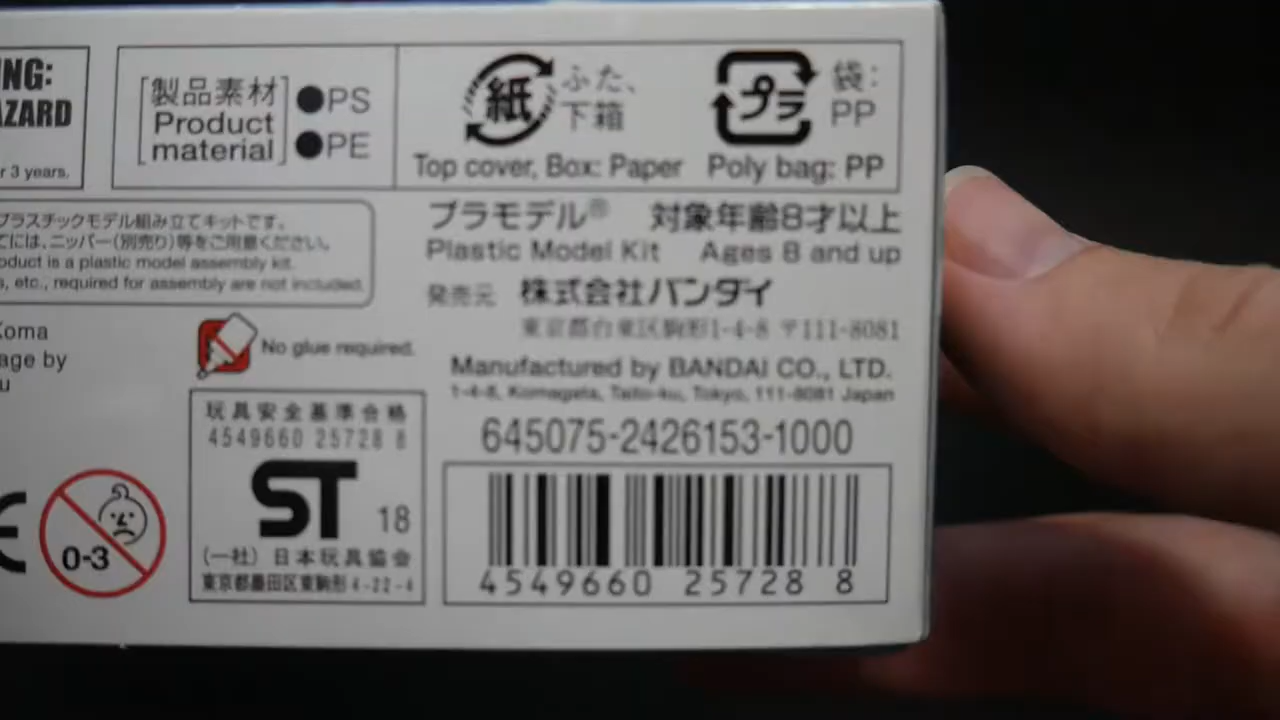 NG:
AZARD
r 3 years.
[製品素材]
Product material
●PS
●PE
紙
ふた、
下箱
Top cover, Box: Paper
プラ
袋:
PP
Poly bag: PP
プラスチックモデル組み立てキットです。
には、ニッパー(別売り)等をご用意ください。
oduct is a plastic model assembly kit.
s, etc., required for assembly are not included.
プラモデル® 対象年齢8才以上
Plastic Model Kit Ages 8 and up
発売元 株式会社バンダイ
東京都台東区駒形1-4-8 〒111-8081
Manufactured by BANDAI CO., LTD.
1-4-8, Komagata, Taito-ku, Tokyo, 111-8081 Japan
645075-2426153-1000
4549660 25728 8
Koma
age by
u
No glue required.
玩具安全基準合格
4549660 25728 8
ST 18
(一社) 日本玩具協会
東京都墨田区東駒形4-22-4
CE
0-3